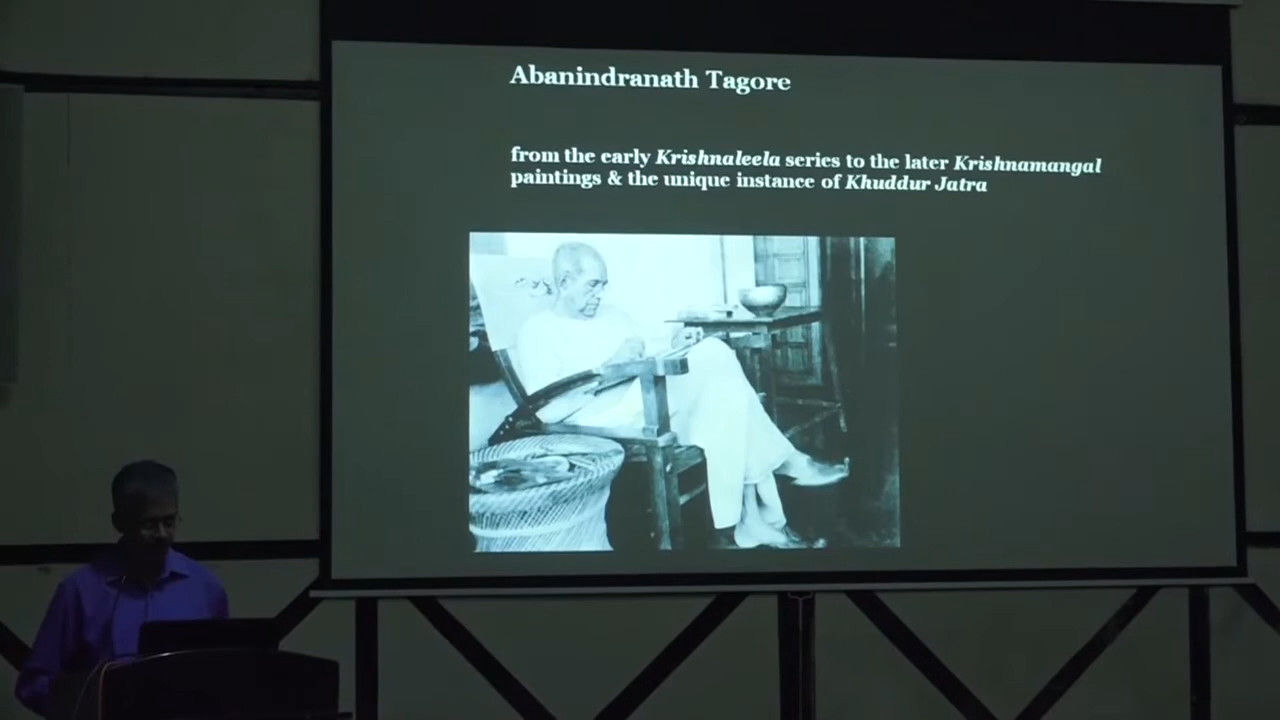 Abanindranath Tagore
from the early Krishnaleela series to the later Krishnamangal
paintings & the unique instance of Khuddur Jatra